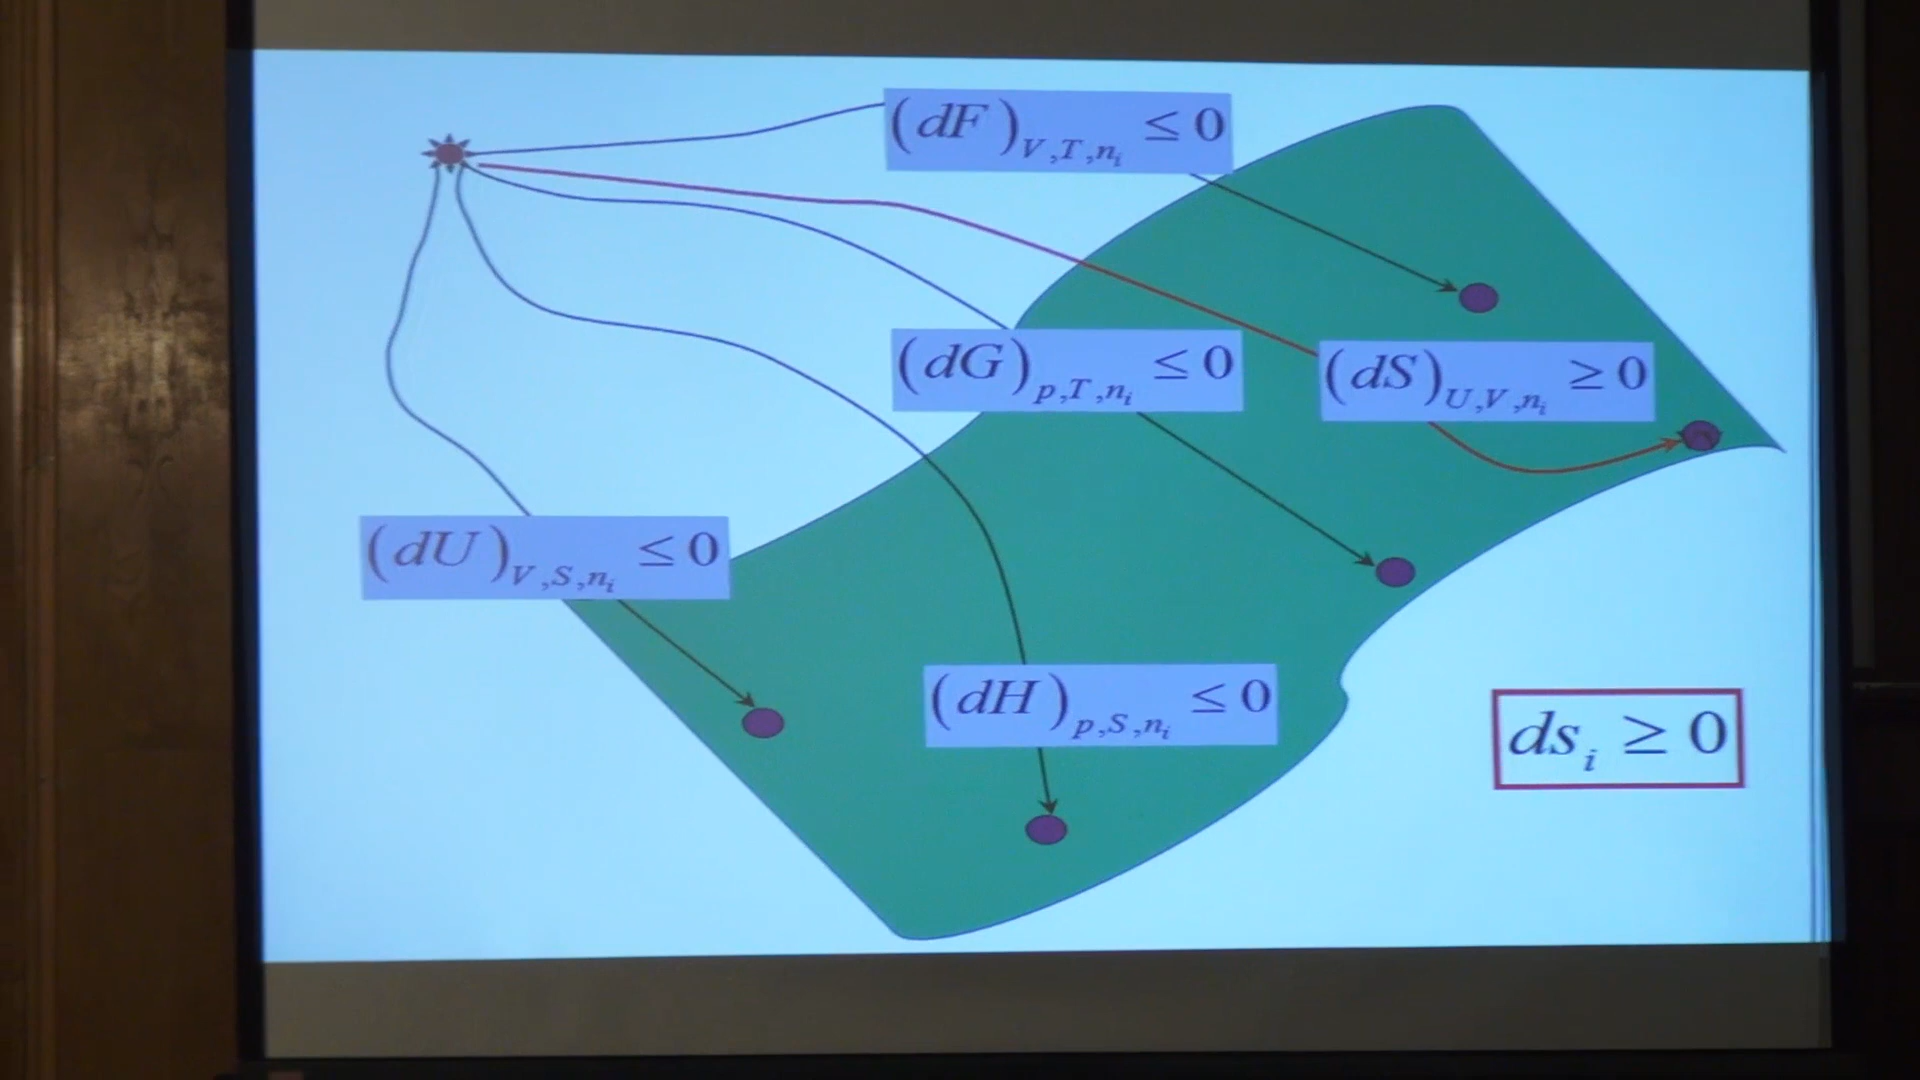 (dF)_{V,T,n_i} ≤ 0
(dG)_{p,T,n_i} ≤ 0
(dS)_{U,V,n_i} ≥ 0
(dU)_{V,S,n_i} ≤ 0
(dH)_{p,S,n_i} ≤ 0
ds_i ≥ 0